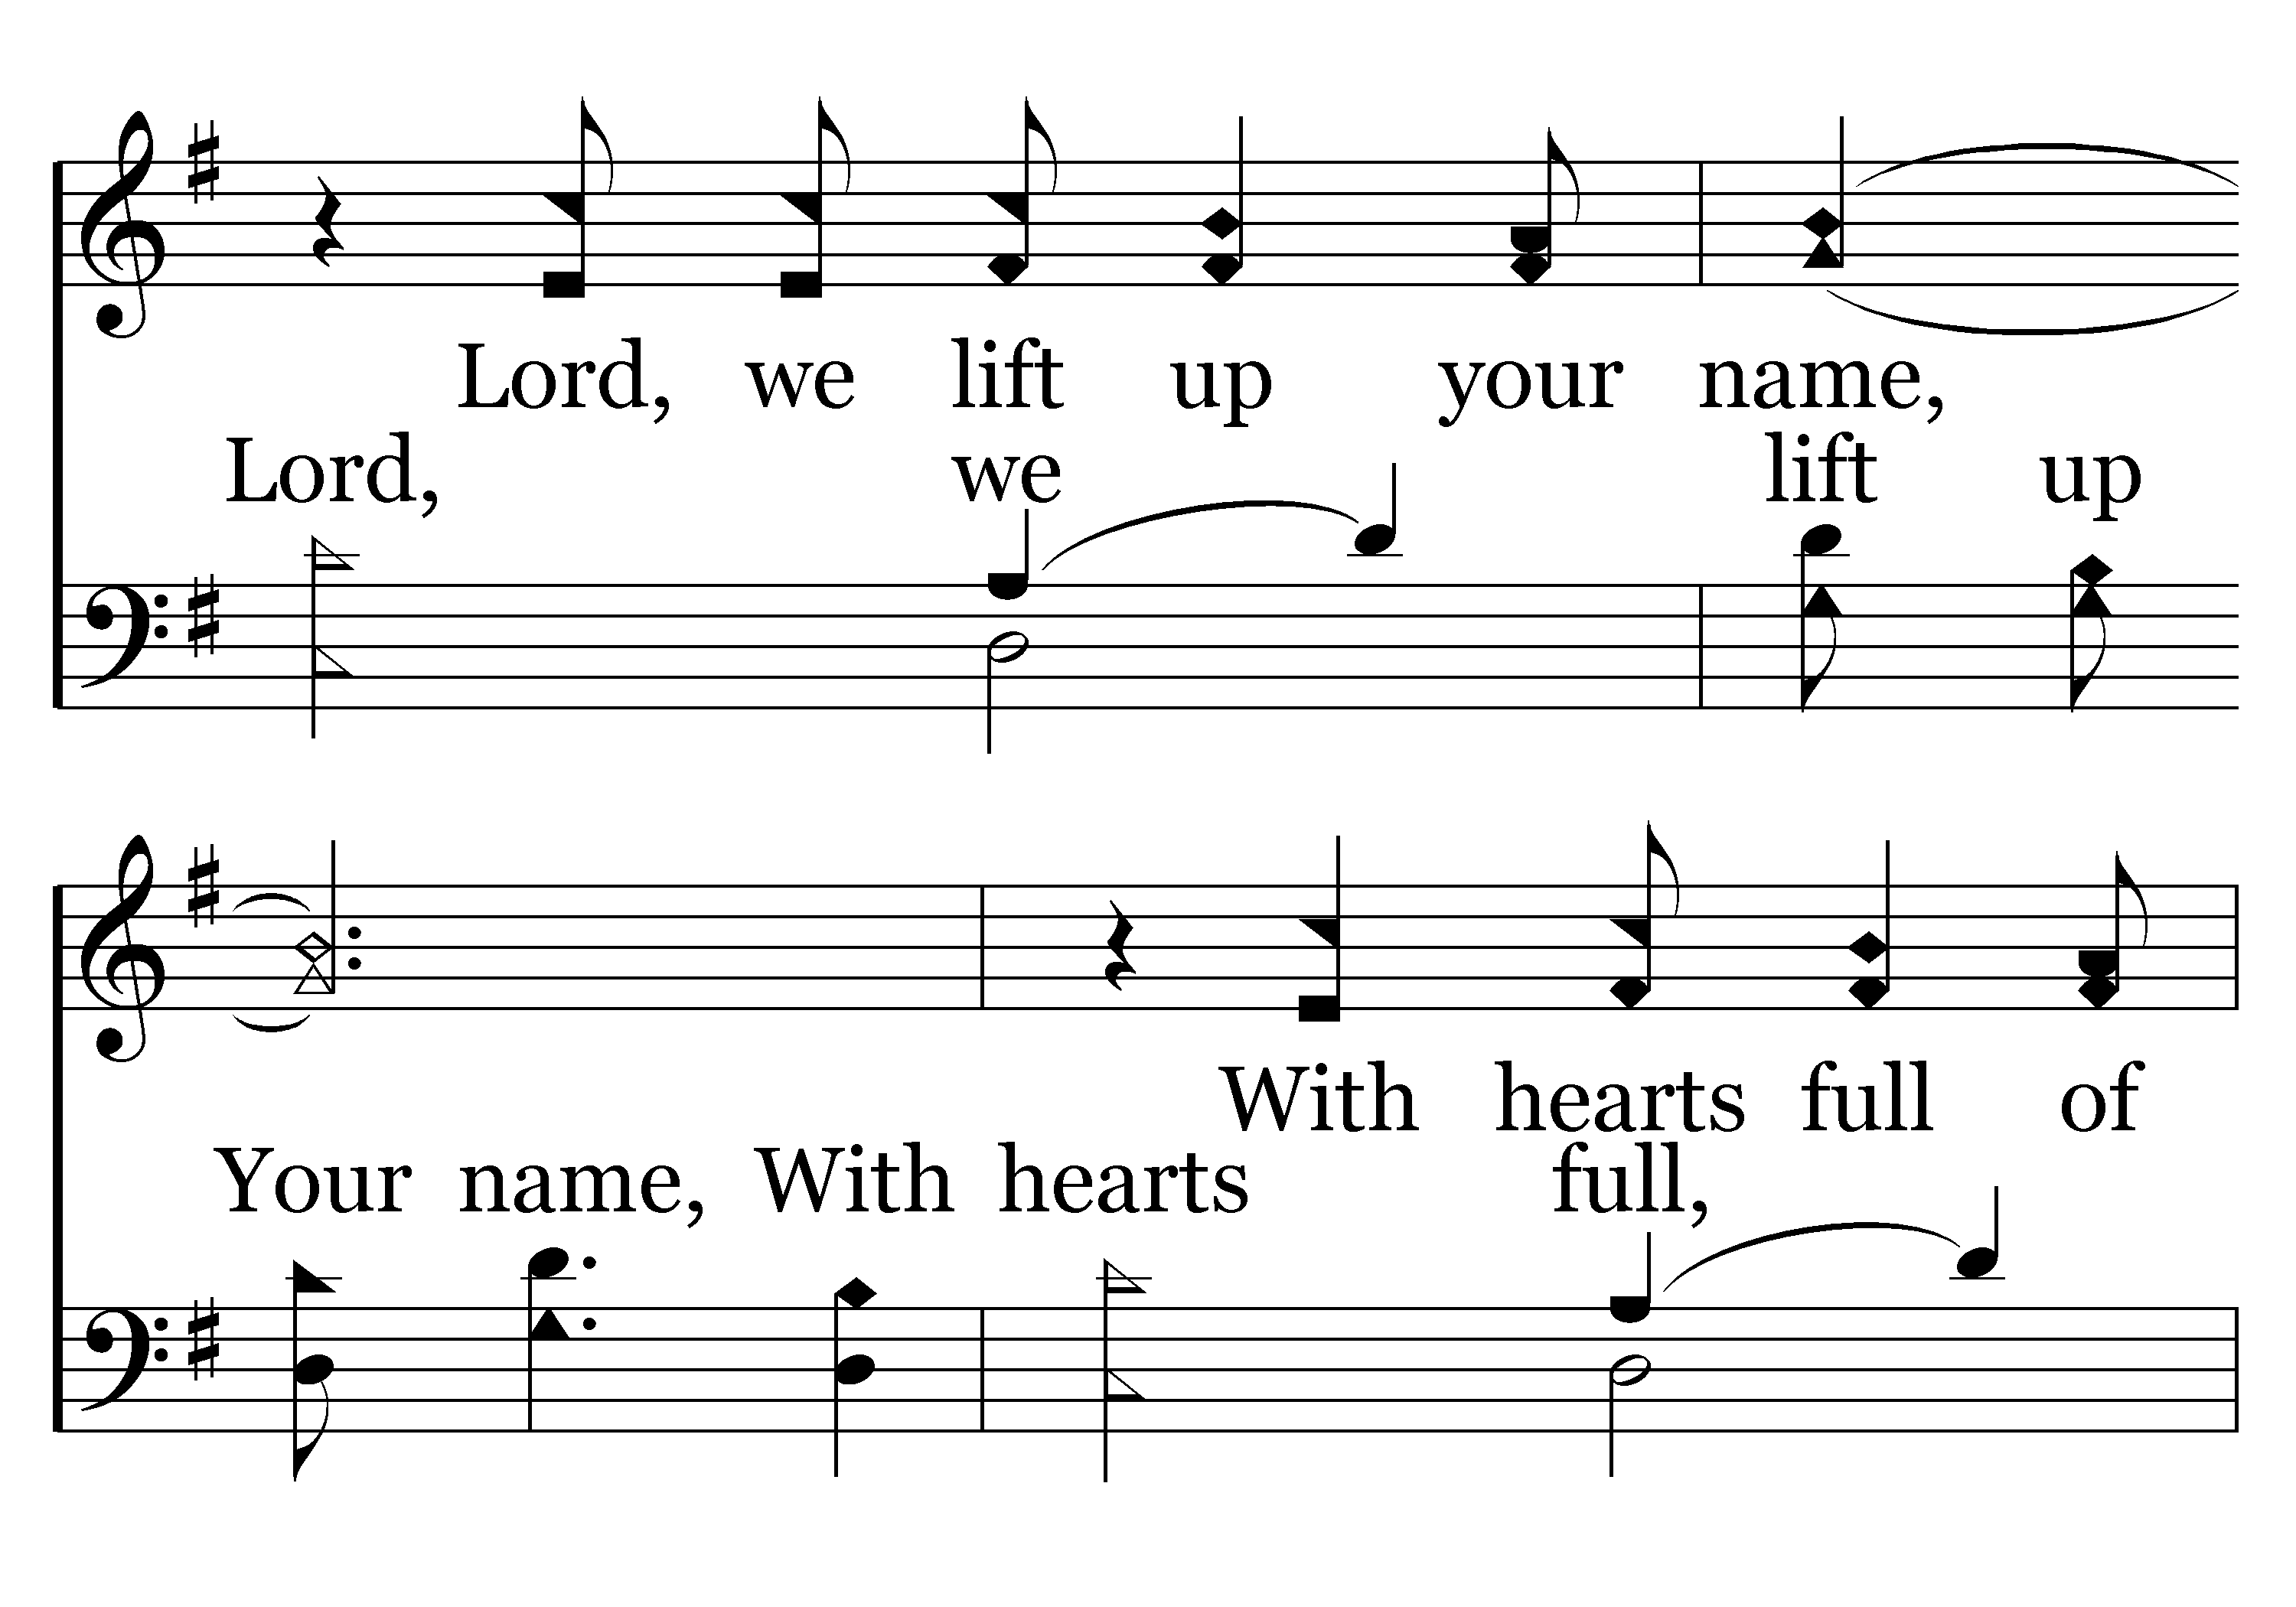 Lord, we lift up your name,
Lord, we lift up
With hearts full of
Your name, With hearts full,